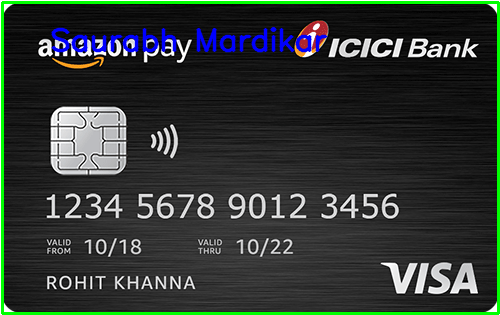 Saurabh Mardikar
amazon pay
ICICI Bank
1234 5678 9012 3456
VALID FROM 10/18 VALID THRU 10/22
ROHIT KHANNA
VISA